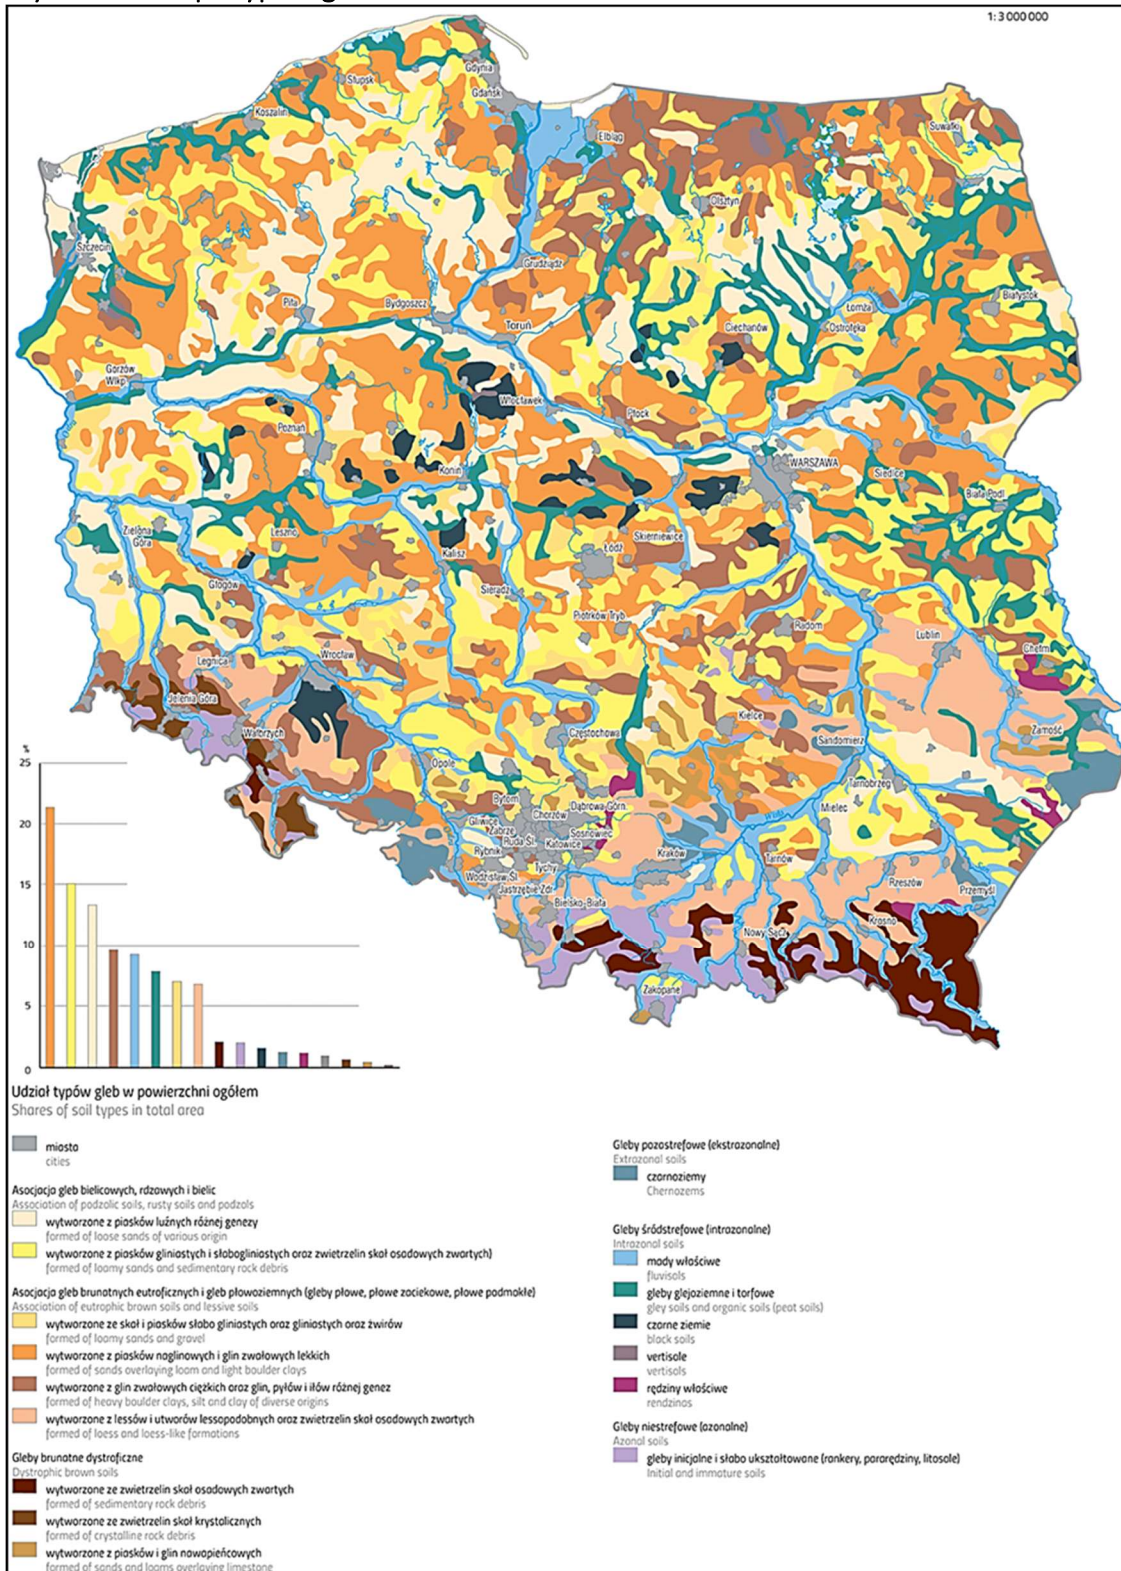 1:3 000 000
Gdynia
Słupsk
Gdańsk
Koszalin
Elbląg
Suwałki
Olsztyn
Szczecin
Grudziądz
Białystok
Piła
Bydgoszcz
Łomża
Toruń
Ciechanów
Ostrołęka
Gorzów
Wlkp.
Włocławek
Płock
Poznań
WARSZAWA
Konin
Siedlce
Biała Podl.
Zielona
Góra
Leszno
Skierniewice
Kalisz
Łódź
Głogów
Sieradz
Piotrków Tryb.
Radom
Lublin
Chełm
Legnica
Wrocław
Jelenia Góra
Kielce
Zamość
Wałbrzych
Częstochowa
Sandomierz
Opole
Tarnobrzeg
Bytom
Dąbrowa Górn.
Mielec
Gliwice
Chorzów
Zabrze
Sosnowiec
Ruda Śl.
Katowice
Rybnik
Kraków
Tychy
Tarnów
Wodzisław Śl.
Rzeszów
Jastrzębie-Zdr.
Przemyśl
Bielsko-Biała
Krosno
Nowy Sącz
Zakopane
%
25
20
15
10
5
0
Udział typów gleb w powierzchni ogółem
Shares of soil types in total area
miasta
cities
Asocjacja gleb bielicowych, rdzawych i bielic
Association of podzolic soils, rusty soils and podzols
wytworzone z piasków luźnych różnej genezy
formed of loose sands of various origin
wytworzone z piasków gliniastych i słabogliniastych oraz zwietrzelin skał osadowych zwartych)
formed of loamy sands and sedimentary rock debris
Asocjacja gleb brunatnych eutroficznych i gleb płowoziemnych (gleby płowe, płowe zaciekowe, płowe podmokłe)
Association of eutrophic brown soils and lessive soils
wytworzone ze skał i piasków słabo gliniastych oraz gliniastych oraz żwirów
formed of loamy sands and gravel
wytworzone z piasków naglinowych i glin zwałowych lekkich
formed of sands overlaying loam and light boulder clays
wytworzone z glin zwałowych ciężkich oraz glin, pyłów i iłów różnej genez
formed of heavy boulder clays, silt and clay of diverse origins
wytworzone z lessów i utworów lessopodobnych oraz zwietrzelin skał osadowych zwartych
formed of loess and loess-like formations
Gleby brunatne dystroficzne
Dystrophic brown soils
wytworzone ze zwietrzelin skał osadowych zwartych
formed of sedimentary rock debris
wytworzone ze zwietrzelin skał krystalicznych
formed of crystalline rock debris
wytworzone z piasków i glin nawapieńcowych
formed of sands and loams overlaying limestone
Gleby pozastrefowe (ekstrazonalne)
Extrazonal soils
czarnoziemy
Chernozems
Gleby śródstrefowe (intrazonalne)
Intrazonal soils
mady właściwe
fluvisols
gleby glejoziemne i torfowe
gley soils and organic soils (peat soils)
czarne ziemie
black soils
vertisole
vertisols
rędziny właściwe
rendzinas
Gleby niestrefowe (azonalne)
Azonal soils
gleby inicjalne i słabo ukształtowane (rankery, pararędziny, litosole)
Initial and immature soils